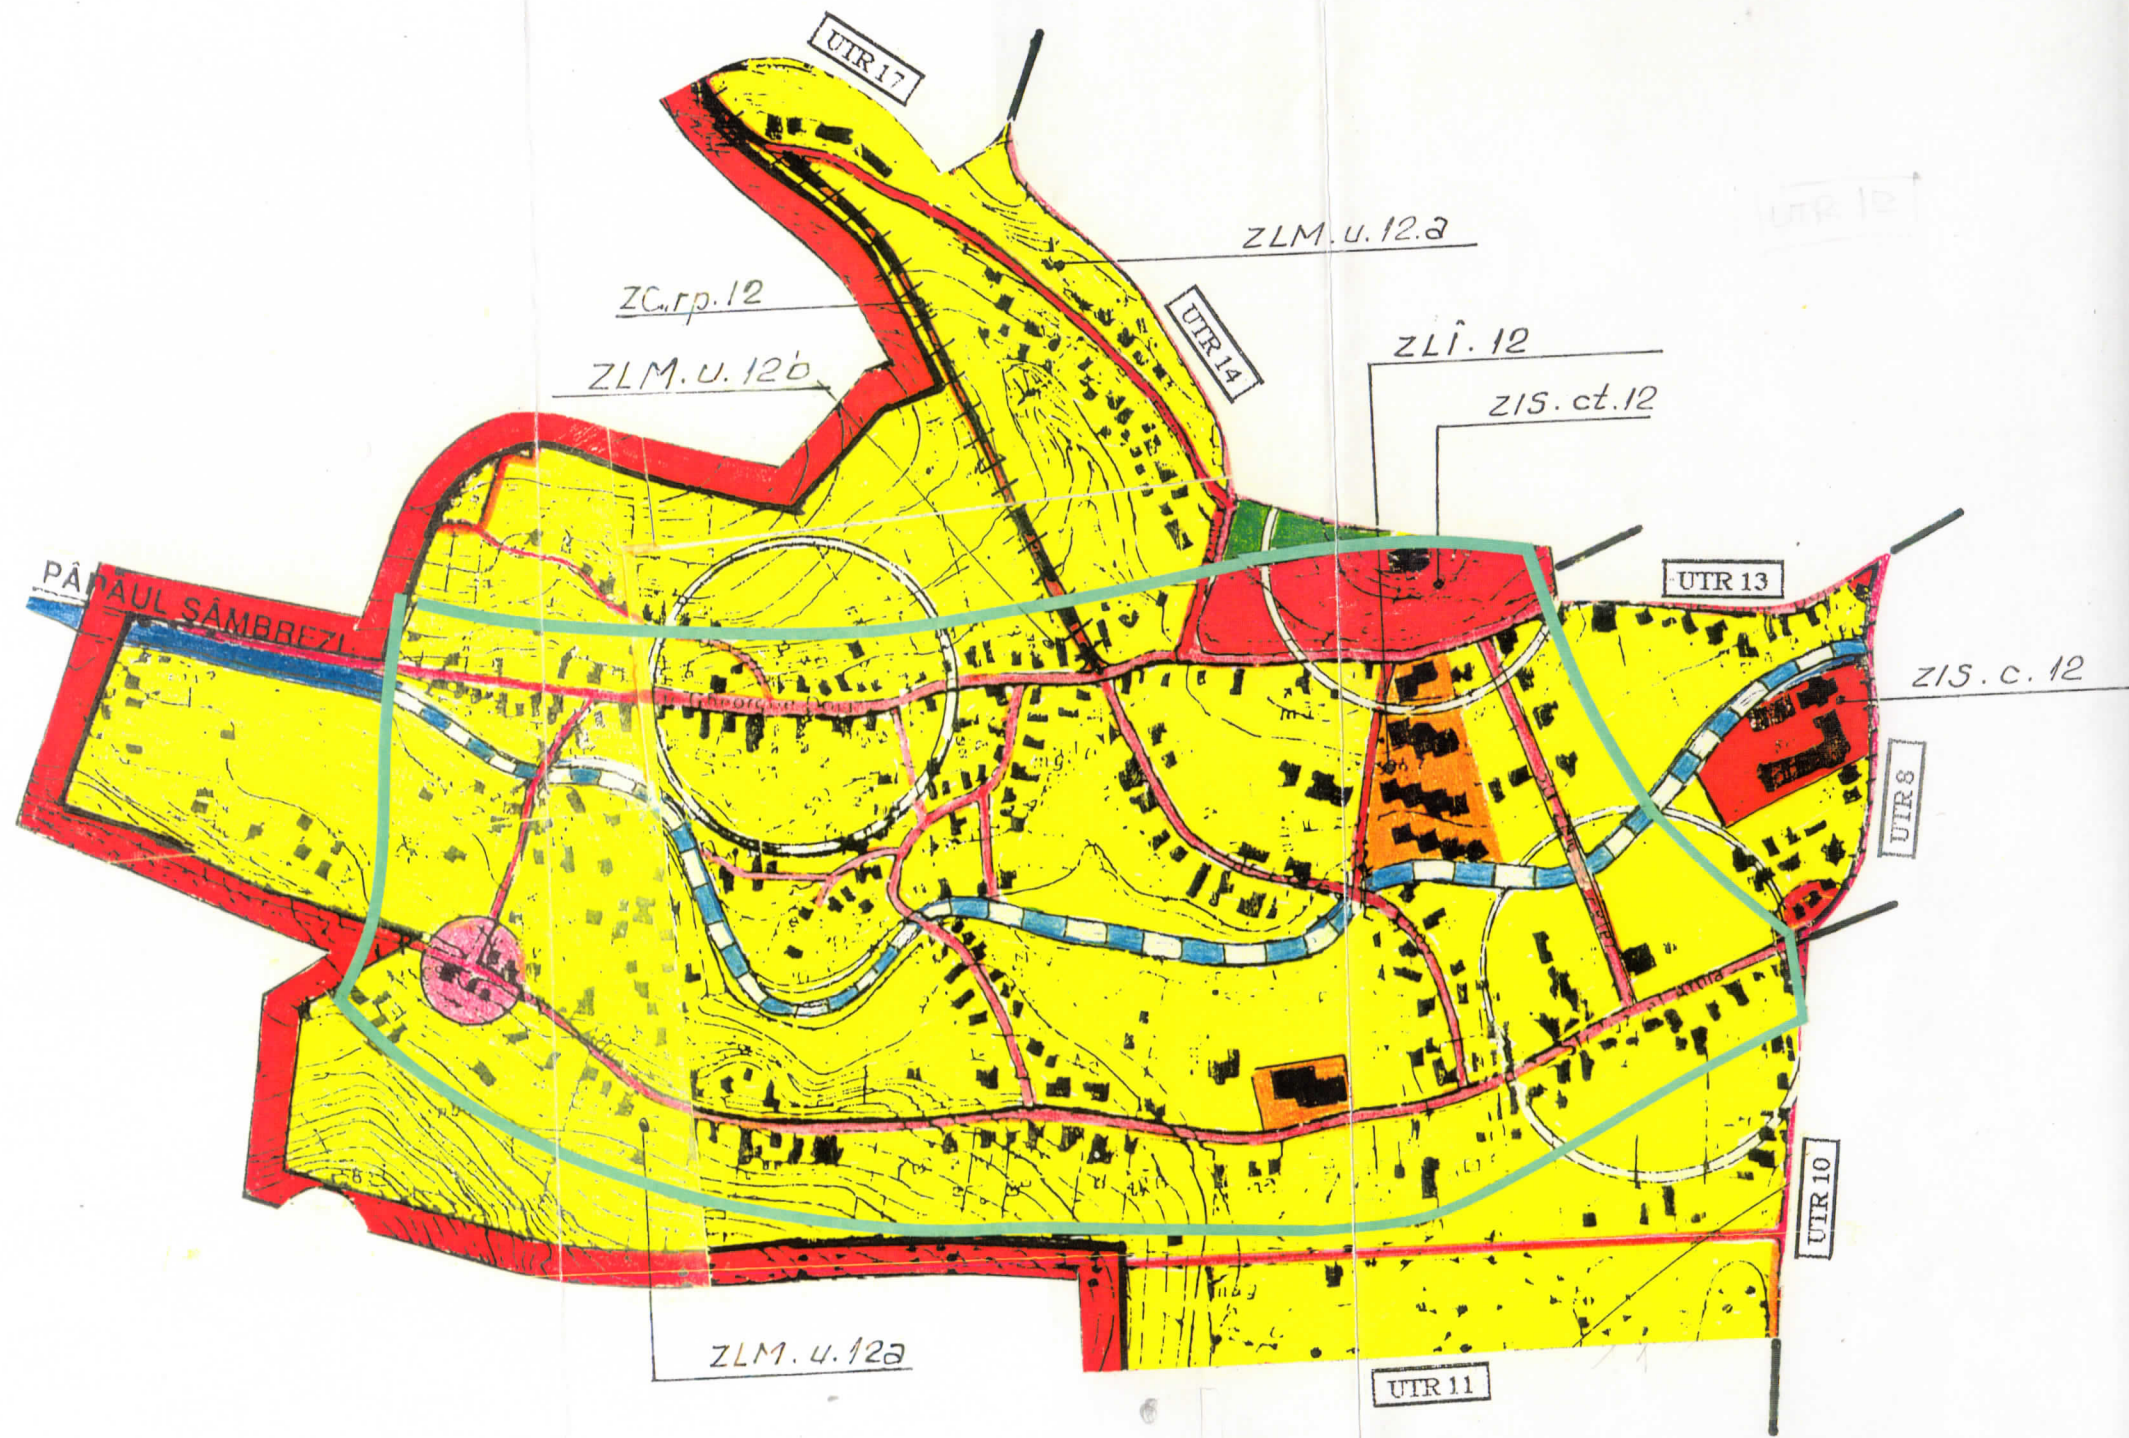 UTR 17
ZLM.u.12.a
ZC.rp.12
UTR 14
ZLÎ.12
ZLM.u.12b
ZIS.ct.12
PÂRÂUL SÂMBREZI
UTR 13
ZIS.c.12
UTR 8
UTR 10
ZLM.u.12a
UTR 11